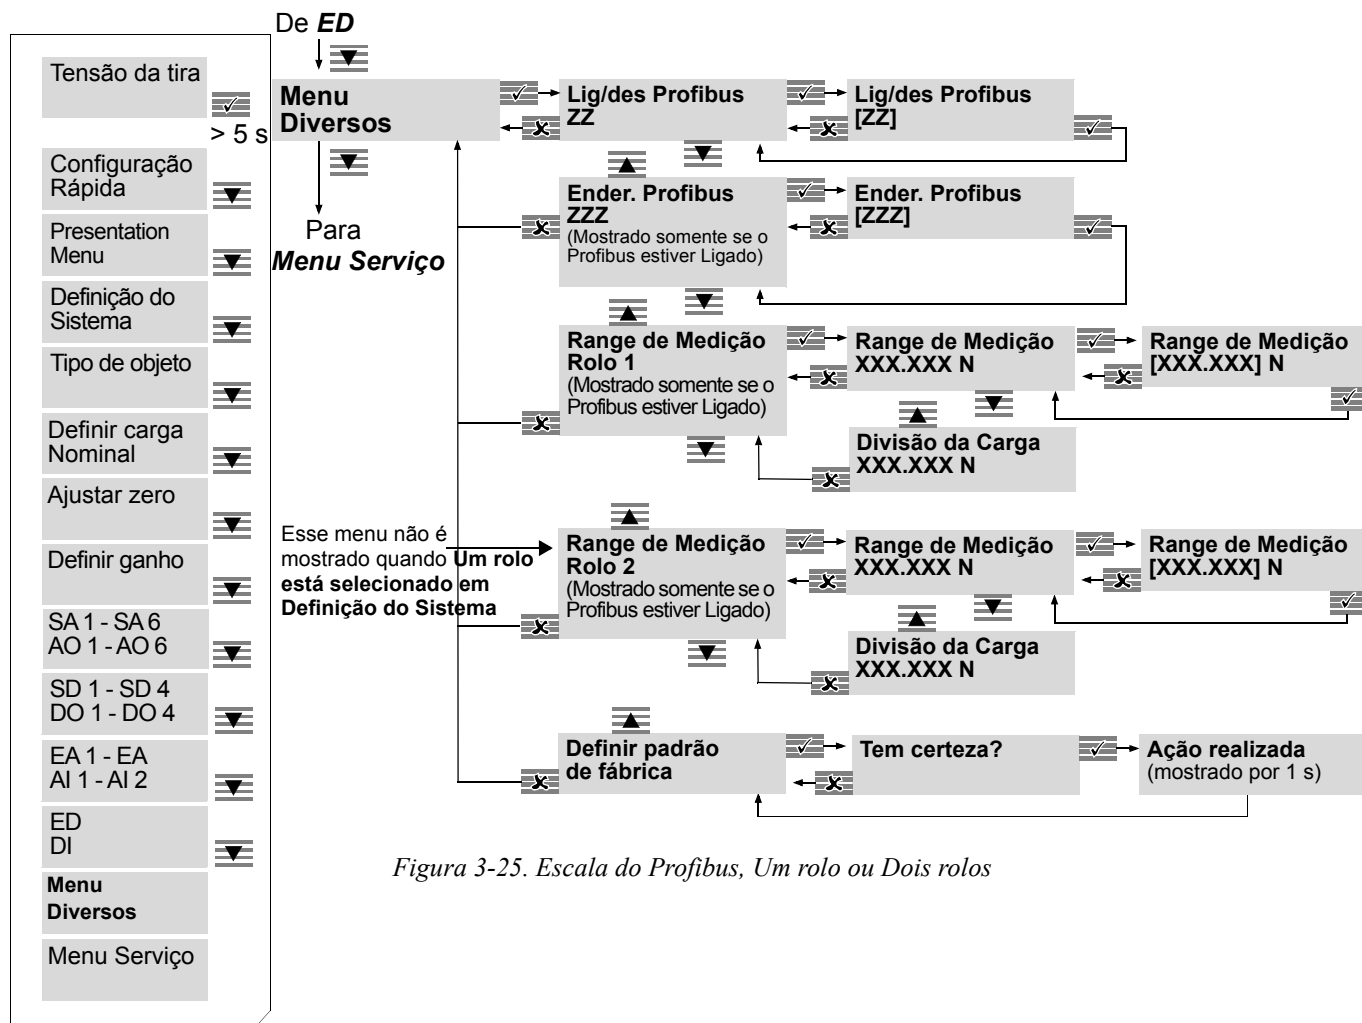 De ED
Tensão da tira
> 5 s
Configuração
Rápida
Presentation
Menu
Definição do
Sistema
Tipo de objeto
Definir carga
Nominal
Ajustar zero
Definir ganho
SA 1 - SA 6
AO 1 - AO 6
SD 1 - SD 4
DO 1 - DO 4
EA 1 - EA
AI 1 - AI 2
ED
DI
Menu
Diversos
Menu Serviço
Menu
Diversos
Para
Menu Serviço
Lig/des Profibus
ZZ
Lig/des Profibus
[ZZ]
Ender. Profibus
ZZZ
(Mostrado somente se o
Profibus estiver Ligado)
Ender. Profibus
[ZZZ]
Range de Medição
Rolo 1
(Mostrado somente se o
Profibus estiver Ligado)
Range de Medição
XXX.XXX N
Range de Medição
[XXX.XXX] N
Divisão da Carga
XXX.XXX N
Esse menu não é
mostrado quando Um rolo
está selecionado em
Definição do Sistema
Range de Medição
Rolo 2
(Mostrado somente se o
Profibus estiver Ligado)
Range de Medição
XXX.XXX N
Range de Medição
[XXX.XXX] N
Divisão da Carga
XXX.XXX N
Definir padrão
de fábrica
Tem certeza?
Ação realizada
(mostrado por 1 s)
Figura 3-25. Escala do Profibus, Um rolo ou Dois rolos